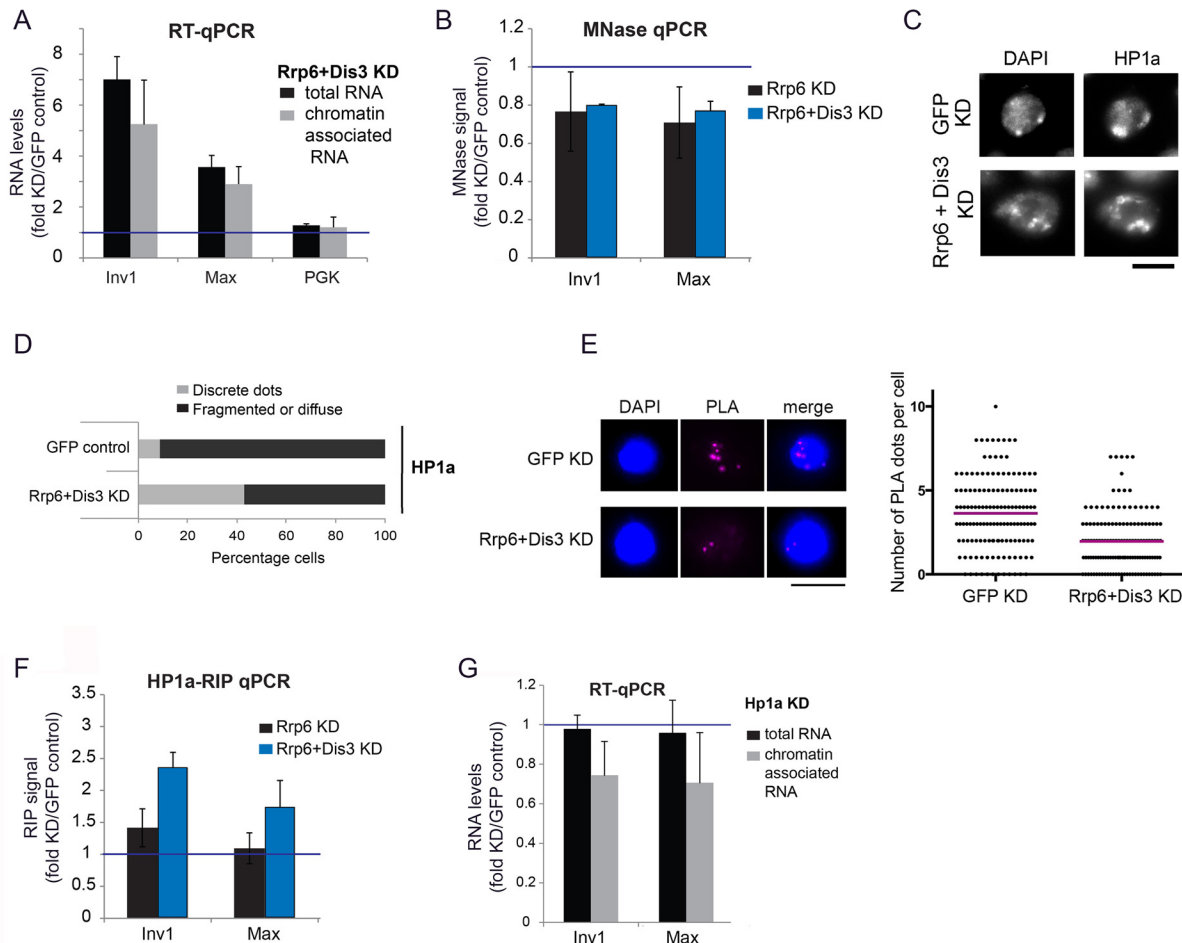 A
RT-qPCR
RNA levels
(fold KD/GFP control)
8
6
4
2
0
Rrp6+Dis3 KD
total RNA
chromatin
associated
RNA
Inv1 Max PGK
B
MNase qPCR
MNase signal
(fold KD/GFP control)
1.2
1
0.8
0.6
0.4
0.2
0
Rrp6 KD
Rrp6+Dis3 KD
Inv1 Max
C
DAPI HP1a
GFP
KD
Rrp6 + Dis3
KD
D
Discrete dots
Fragmented or diffuse
GFP control
Rrp6+Dis3 KD
HP1a
0 20 40 60 80 100
Percentage cells
E
DAPI PLA merge
GFP KD
Rrp6+Dis3 KD
Number of PLA dots per cell
10
5
0
GFP KD Rrp6+Dis3 KD
F
HP1a-RIP qPCR
RIP signal
(fold KD/GFP control)
3.5
3
2.5
2
1.5
1
0.5
0
Rrp6 KD
Rrp6+Dis3 KD
Inv1 Max
G
RT-qPCR
RNA levels
(fold KD/GFP control)
1.2
1
0.8
0.6
0.4
0.2
0
Hp1a KD
total RNA
chromatin
associated
RNA
Inv1 Max